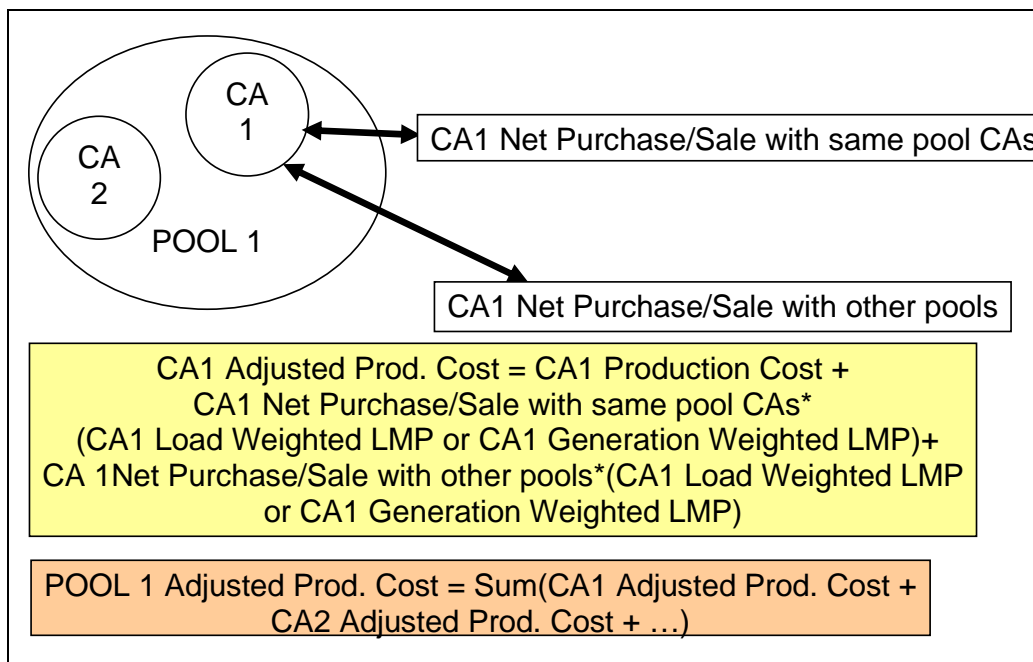 CA
1
CA
2
POOL 1
CA1 Net Purchase/Sale with same pool CAs
CA1 Net Purchase/Sale with other pools
CA1 Adjusted Prod. Cost = CA1 Production Cost +
CA1 Net Purchase/Sale with same pool CAs*
(CA1 Load Weighted LMP or CA1 Generation Weighted LMP)+
CA 1Net Purchase/Sale with other pools*(CA1 Load Weighted LMP
or CA1 Generation Weighted LMP)
POOL 1 Adjusted Prod. Cost = Sum(CA1 Adjusted Prod. Cost +
CA2 Adjusted Prod. Cost + …)